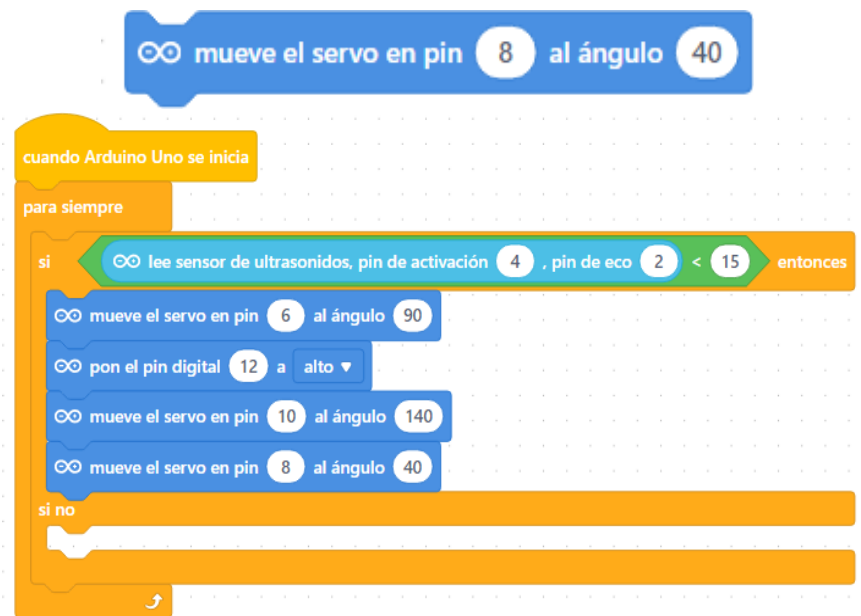 mueve el servo en pin 8 al ángulo 40
cuando Arduino Uno se inicia
para siempre
si lee sensor de ultrasonidos, pin de activación 4 , pin de eco 2 < 15 entonces
mueve el servo en pin 6 al ángulo 90
pon el pin digital 12 a alto
mueve el servo en pin 10 al ángulo 140
mueve el servo en pin 8 al ángulo 40
si no